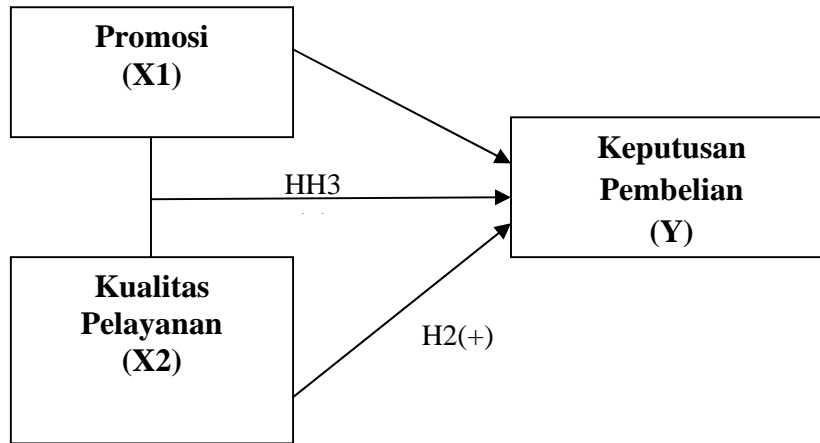 Promosi
(X1)
Keputusan
Pembelian
(Y)
HH3
Kualitas
Pelayanan
(X2)
H2(+)